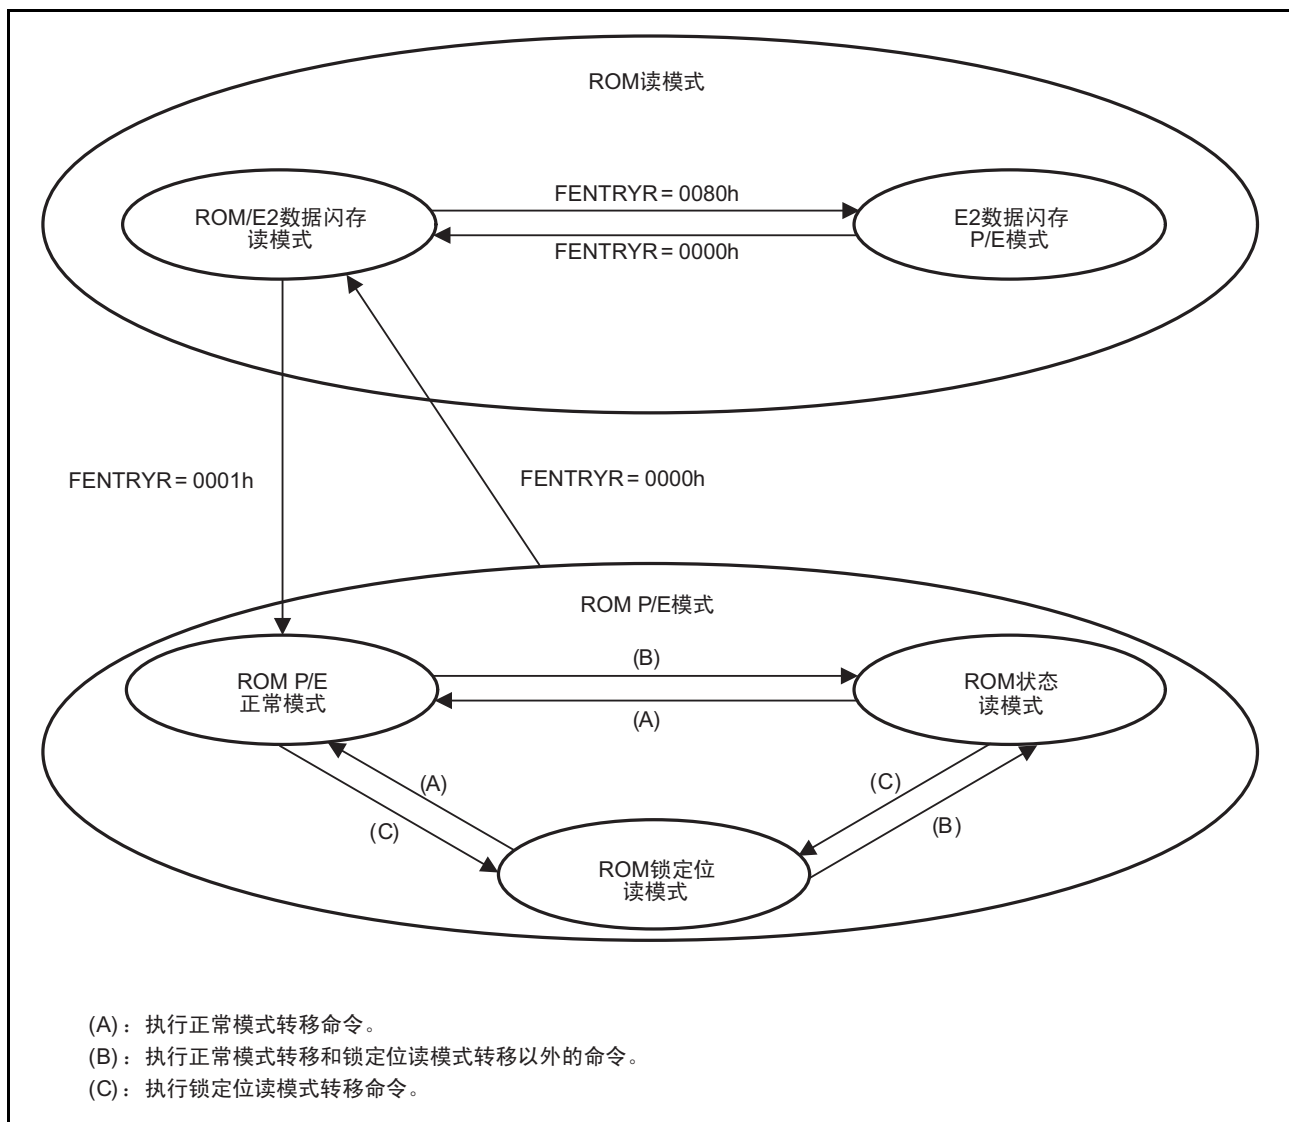 ROM读模式
ROM/E2数据闪存
读模式
FENTRYR = 0080h
FENTRYR = 0000h
E2数据闪存
P/E模式
FENTRYR = 0001h
FENTRYR = 0000h
ROM P/E模式
ROM P/E
正常模式
(B)
(A)
ROM状态
读模式
(A)
(C)
(C)
(B)
ROM锁定位
读模式
(A)：执行正常模式转移命令。
(B)：执行正常模式转移和锁定位读模式转移以外的命令。
(C)：执行锁定位读模式转移命令。